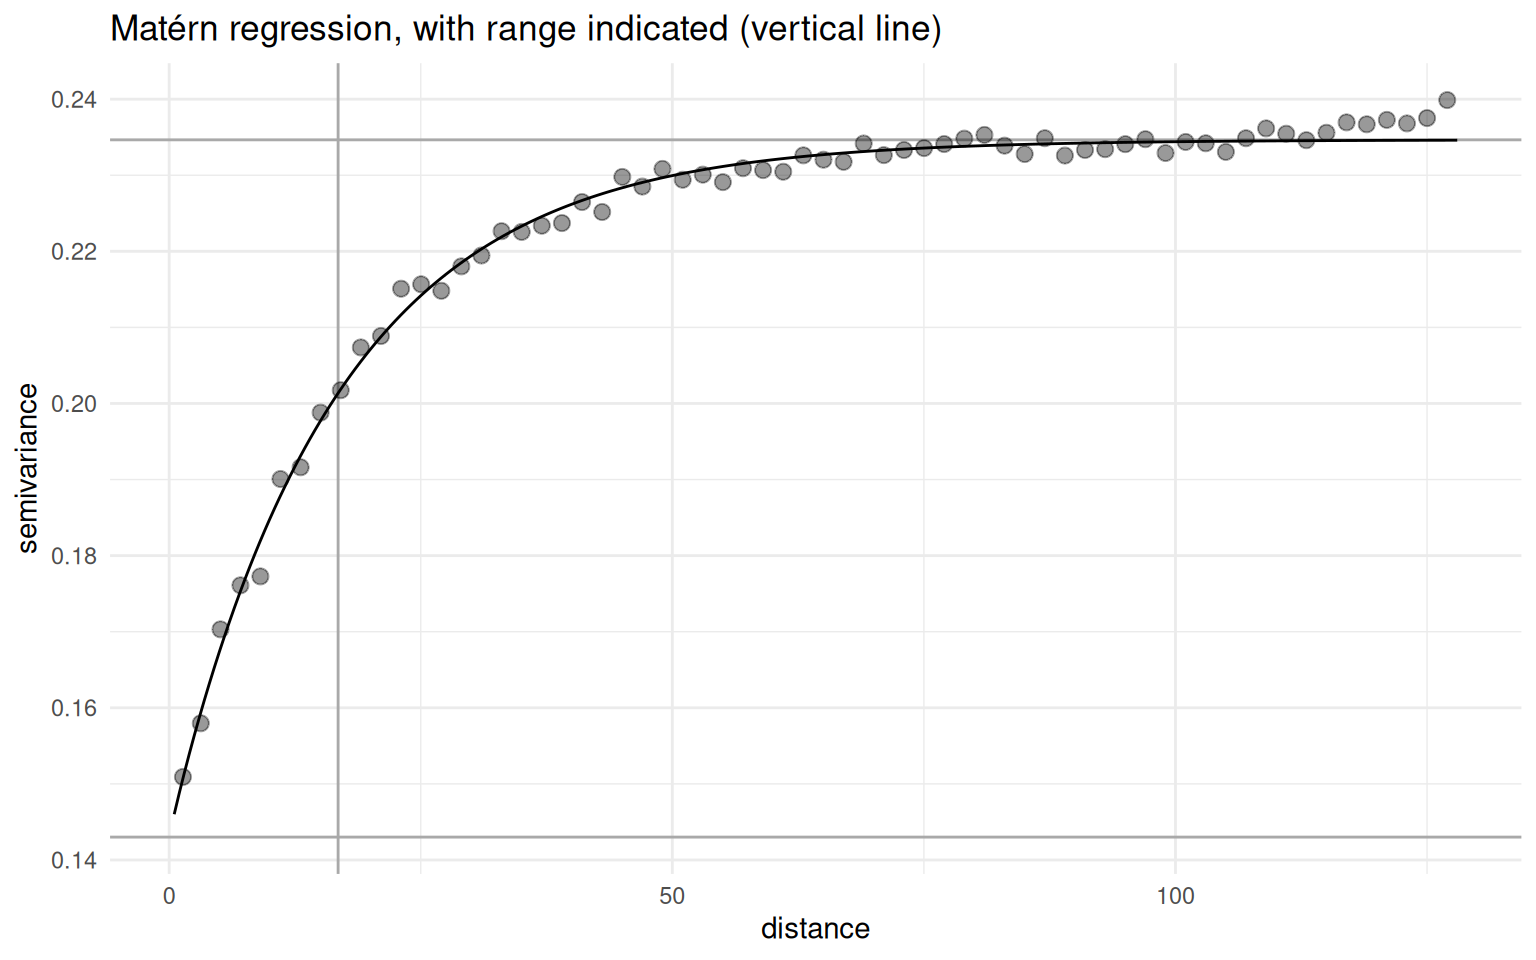 Matérn regression, with range indicated (vertical line)
0.24
0.22
0.20
0.18
0.16
0.14
semivariance
0 50 100
distance